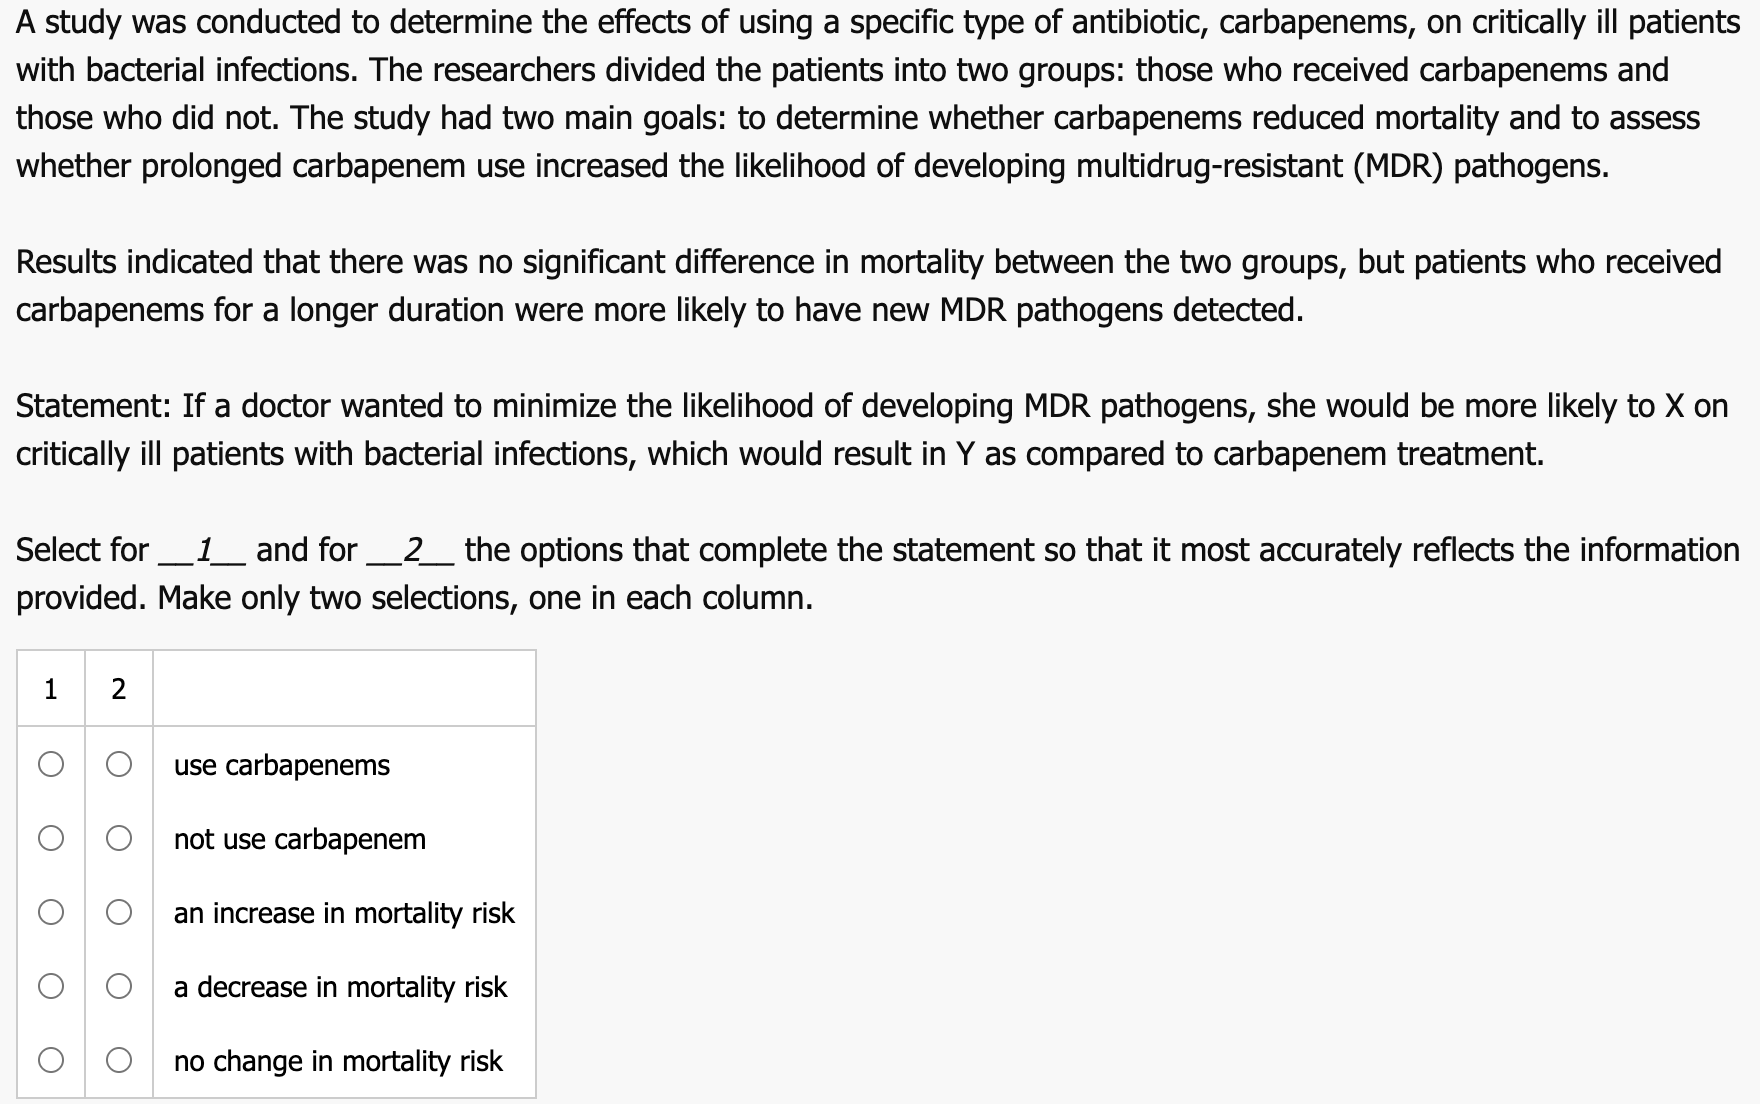 A study was conducted to determine the effects of using a specific type of antibiotic, carbapenems, on critically ill patients
with bacterial infections. The researchers divided the patients into two groups: those who received carbapenems and
those who did not. The study had two main goals: to determine whether carbapenems reduced mortality and to assess
whether prolonged carbapenem use increased the likelihood of developing multidrug-resistant (MDR) pathogens.
Results indicated that there was no significant difference in mortality between the two groups, but patients who received
carbapenems for a longer duration were more likely to have new MDR pathogens detected.
Statement: If a doctor wanted to minimize the likelihood of developing MDR pathogens, she would be more likely to X on
critically ill patients with bacterial infections, which would result in Y as compared to carbapenem treatment.
Select for __1__ and for __2__ the options that complete the statement so that it most accurately reflects the information
provided. Make only two selections, one in each column.
1 2
use carbapenems
not use carbapenem
an increase in mortality risk
a decrease in mortality risk
no change in mortality risk